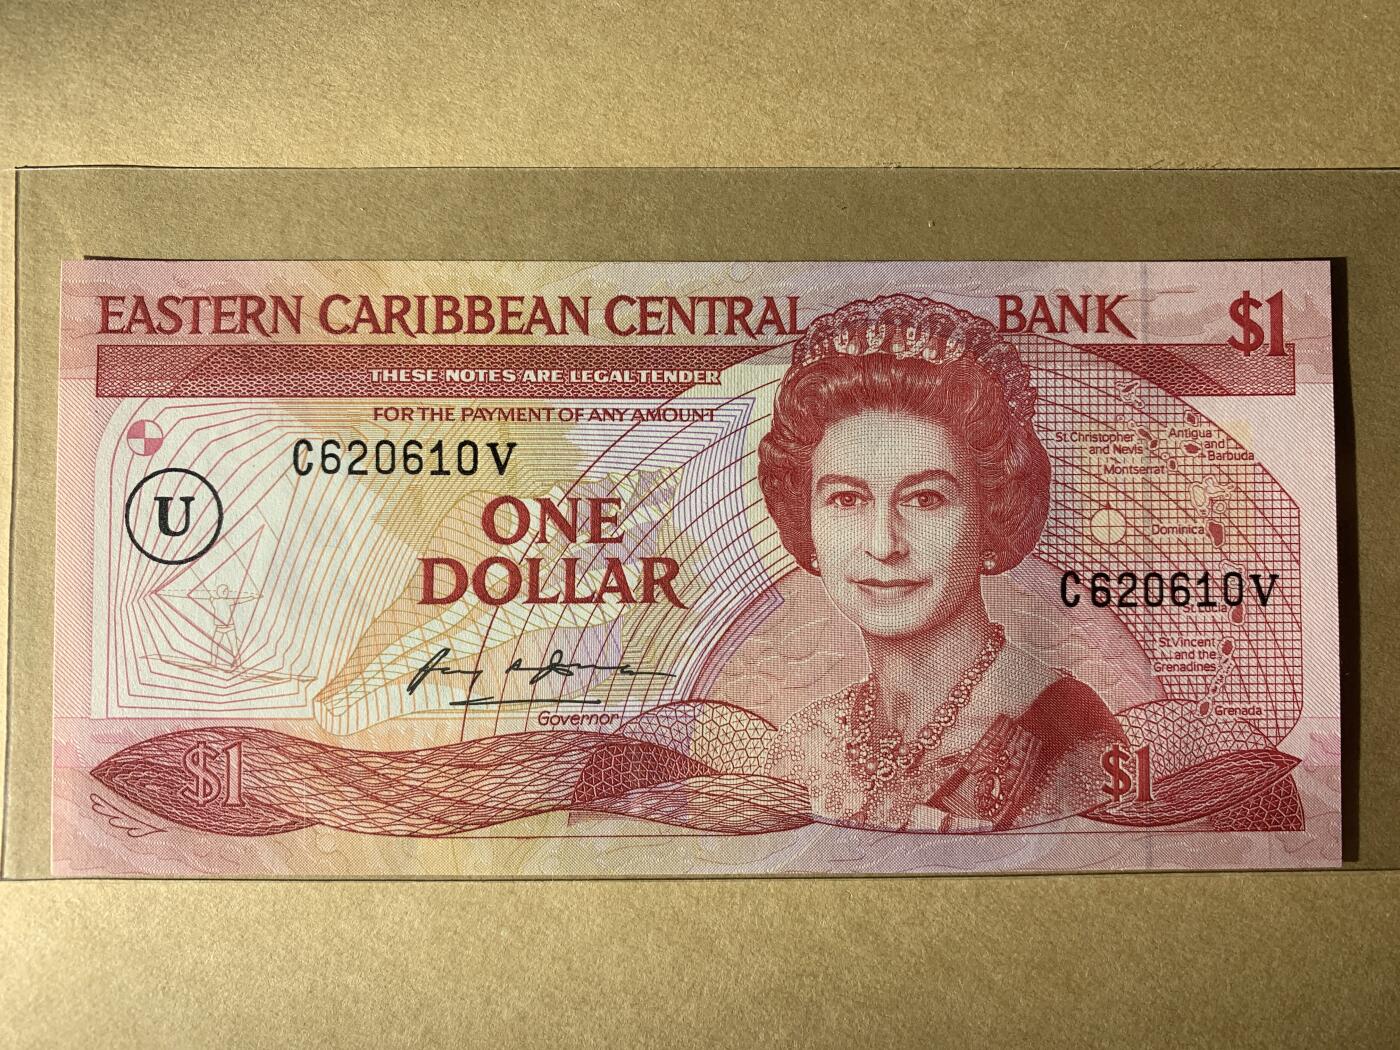 EASTERN CARIBBEAN CENTRAL BANK $1
THESE NOTES ARE LEGAL TENDER
FOR THE PAYMENT OF ANY AMOUNT
C620610V
U
ONE
DOLLAR
Governor
St.Christopher
and Nevis
Antigua
and
Barbuda
Montserrat
Dominica
C620610V
St.Lucia
St.Vincent
and the
Grenadines
Grenada
$1
$1